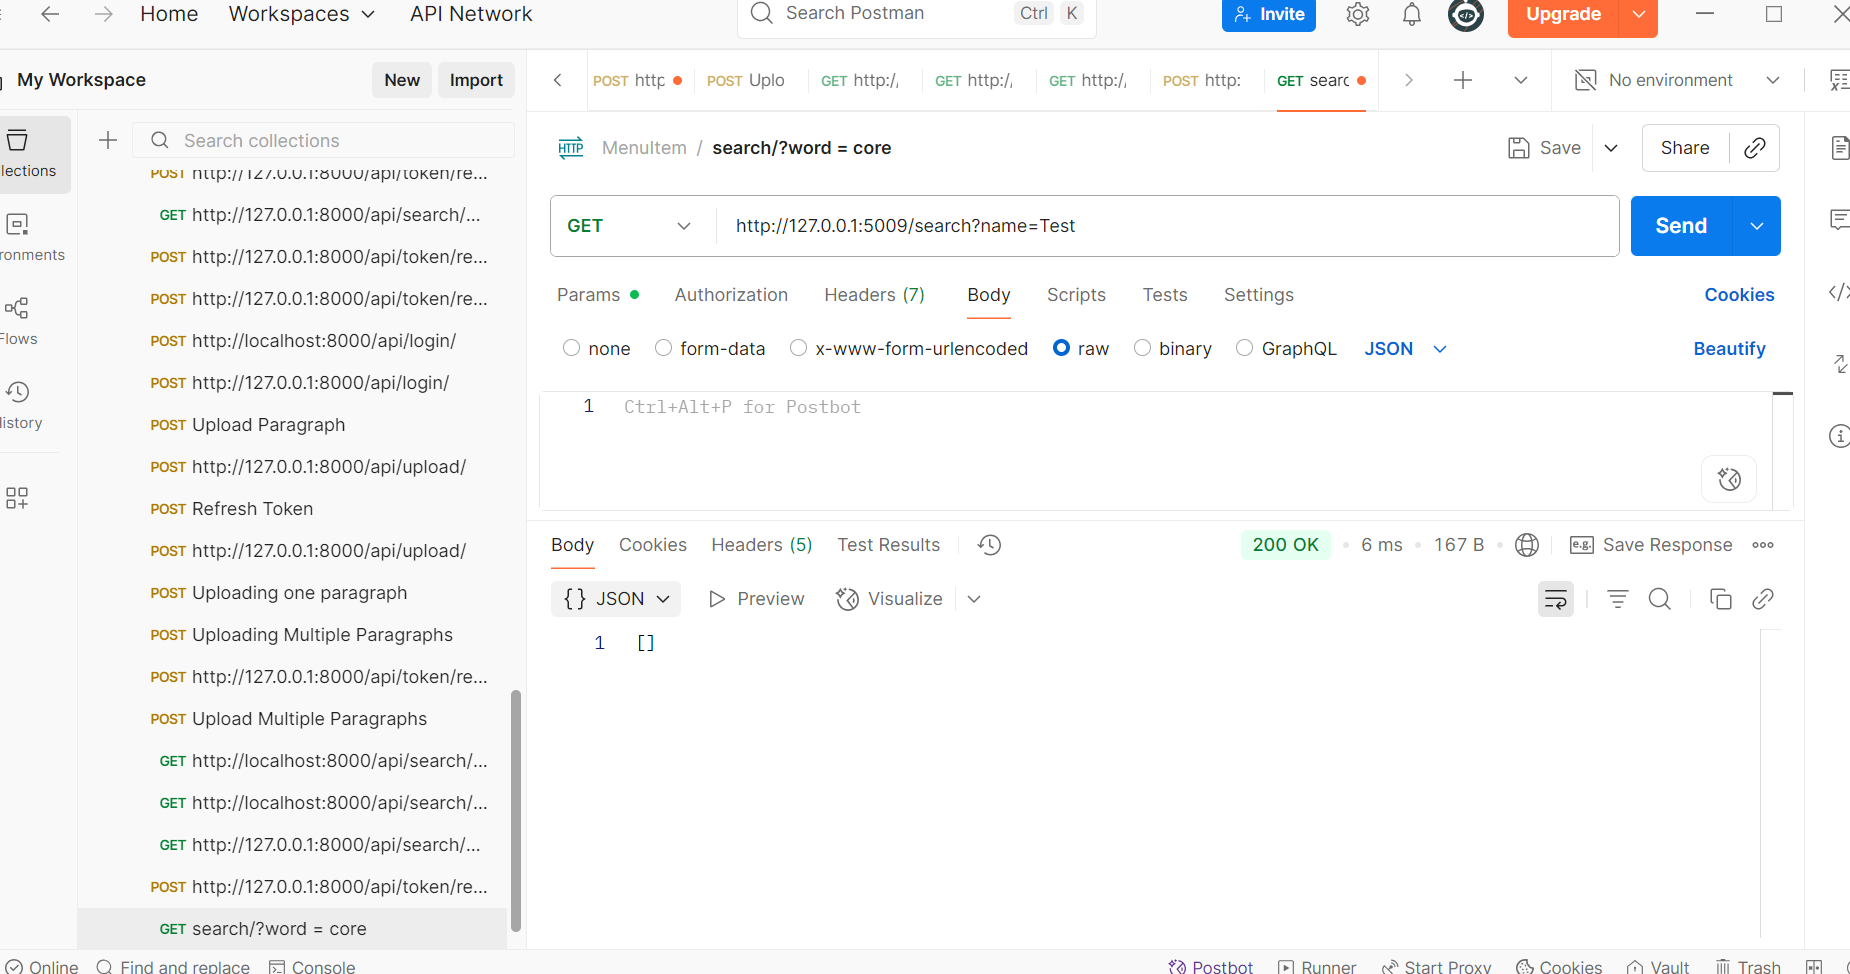 Home Workspaces API Network Search Postman Ctrl K Invite Upgrade
My Workspace New Import
POST http POST Uplo GET http:/ GET http:/ GET http:/ POST http: GET searc No environment
Search collections
lections
ronments
Flows
istory
POST http://127.0.0.1:8000/api/token/re...
GET http://127.0.0.1:8000/api/search/...
POST http://127.0.0.1:8000/api/token/re...
POST http://127.0.0.1:8000/api/token/re...
POST http://localhost:8000/api/login/
POST http://127.0.0.1:8000/api/login/
POST Upload Paragraph
POST http://127.0.0.1:8000/api/upload/
POST Refresh Token
POST http://127.0.0.1:8000/api/upload/
POST Uploading one paragraph
POST Uploading Multiple Paragraphs
POST http://127.0.0.1:8000/api/token/re...
POST Upload Multiple Paragraphs
GET http://localhost:8000/api/search/...
GET http://localhost:8000/api/search/...
GET http://127.0.0.1:8000/api/search/...
POST http://127.0.0.1:8000/api/token/re...
GET search/?word = core
HTTP MenuItem / search/?word = core Save Share
GET http://127.0.0.1:5009/search?name=Test Send
Params Authorization Headers (7) Body Scripts Tests Settings Cookies
none form-data x-www-form-urlencoded raw binary GraphQL JSON Beautify
1 Ctrl+Alt+P for Postbot
Body Cookies Headers (5) Test Results 200 OK • 6 ms • 167 B • e.g. Save Response
{} JSON Preview Visualize
1 []
Online Find and replace Console Postbot Runner Start Proxy Cookies Vault Trash